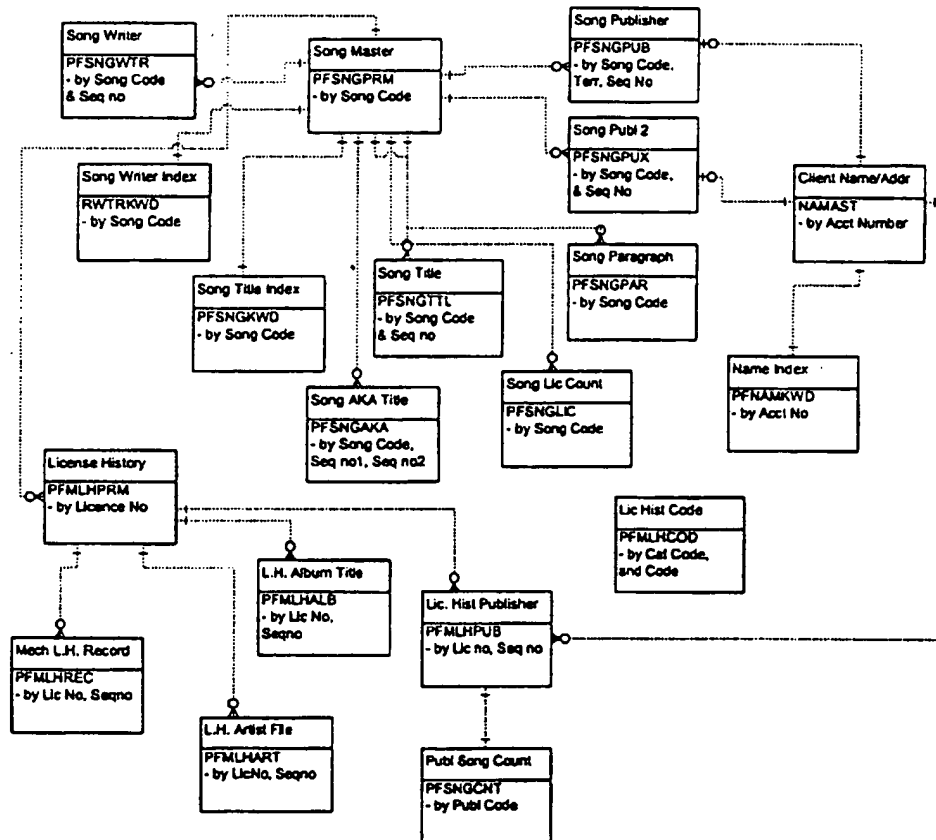 Song Writer
PFSNGWTR
- by Song Code
& Seq no
Song Master
PFSNGPRM
- by Song Code
Song Publisher
PFSNGPUB
- by Song Code,
Terr, Seq No
Song Publ 2
PFSNGPUX
- by Song Code,
& Seq No
Client Name/Addr
NAMAST
- by Acct Number
Song Writer Index
RWTRKWD
- by Song Code
Song Title Index
PFSNGKWD
- by Song Code
Song Title
PFSNGTTL
- by Song Code
& Seq no
Song Paragraph
PFSNGPAR
- by Song Code
Name Index
PFNAMKWD
- by Acct No
Song AKA Title
PFSNGAKA
- by Song Code,
Seq no1, Seq no2
Song Lic Count
PFSNGLIC
- by Song Code
License History
PFMLHPRM
- by Licence No
Lic Hist Code
PFMLHCOD
- by Cat Code,
and Code
L.H. Album Title
PFMLHALB
- by Lic No,
Seqno
Lic. Hist Publisher
PFMLHPUB
- by Lic no, Seq no
Mech L.H. Record
PFMLHREC
- by Lic No, Seqno
L.H. Artist File
PFMLHART
- by LicNo, Seqno
Publ Song Count
PFSNGCNT
- by Publ Code